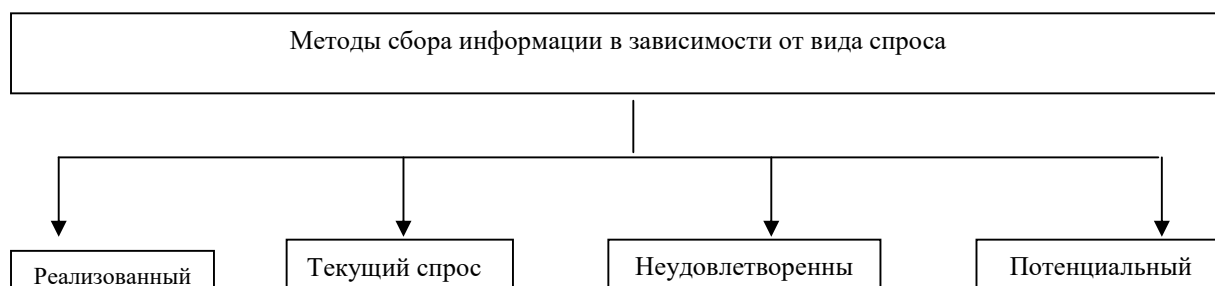 Методы сбора информации в зависимости от вида спроса
Реализованный
Текущий спрос
Неудовлетворенны
Потенциальный